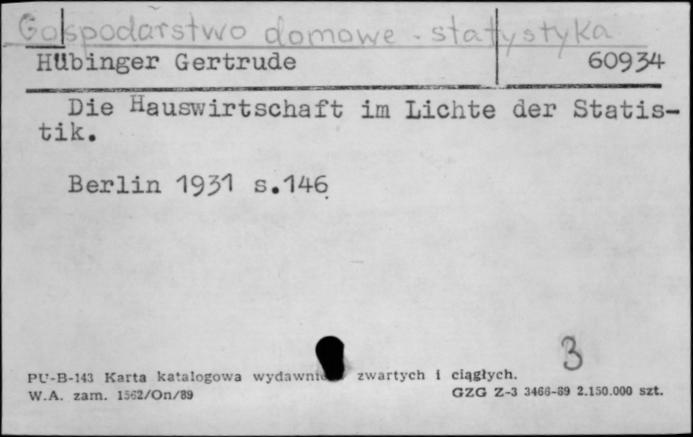 Gospodarstwo domowe - statystyka
Hübinger Gertrude 60934
Die Hauswirtschaft im Lichte der Statis-
tik.
Berlin 1931 s.146
3
PU-B-143 Karta katalogowa wydawnic zwartych i ciągłych.
W.A. zam. 1562/On/89 GZG Z-3 3466-89 2.150.000 szt.